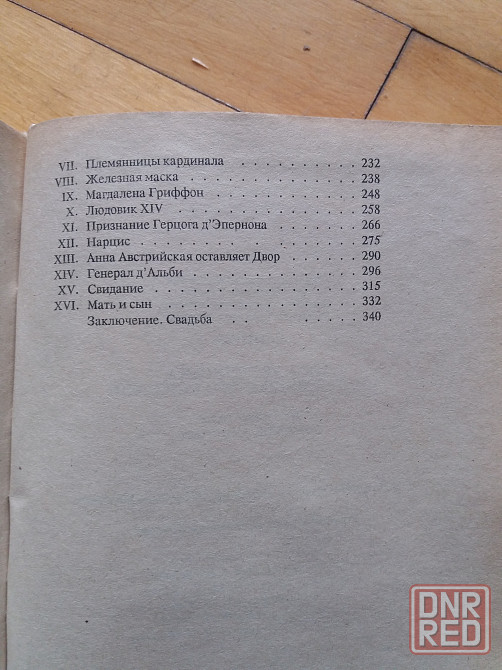 VII. Племянницы кардинала . . . . . . . . . . 232
VIII. Железная маска . . . . . . . . . . . . . 238
IX. Магдалена Гриффон . . . . . . . . . . . 248
X. Людовик XIV . . . . . . . . . . . . . . 258
XI. Признание Герцога д’Эпернона . . . . . . 266
XII. Нарцис . . . . . . . . . . . . . . . . 275
XIII. Анна Австрийская оставляет Двор . . . . . 290
XIV. Генерал д’Альби . . . . . . . . . . . . 296
XV. Свидание . . . . . . . . . . . . . . . 315
XVI. Мать и сын . . . . . . . . . . . . . . 332
Заключение. Свадьба . . . . . . . . 340
DNR
RED